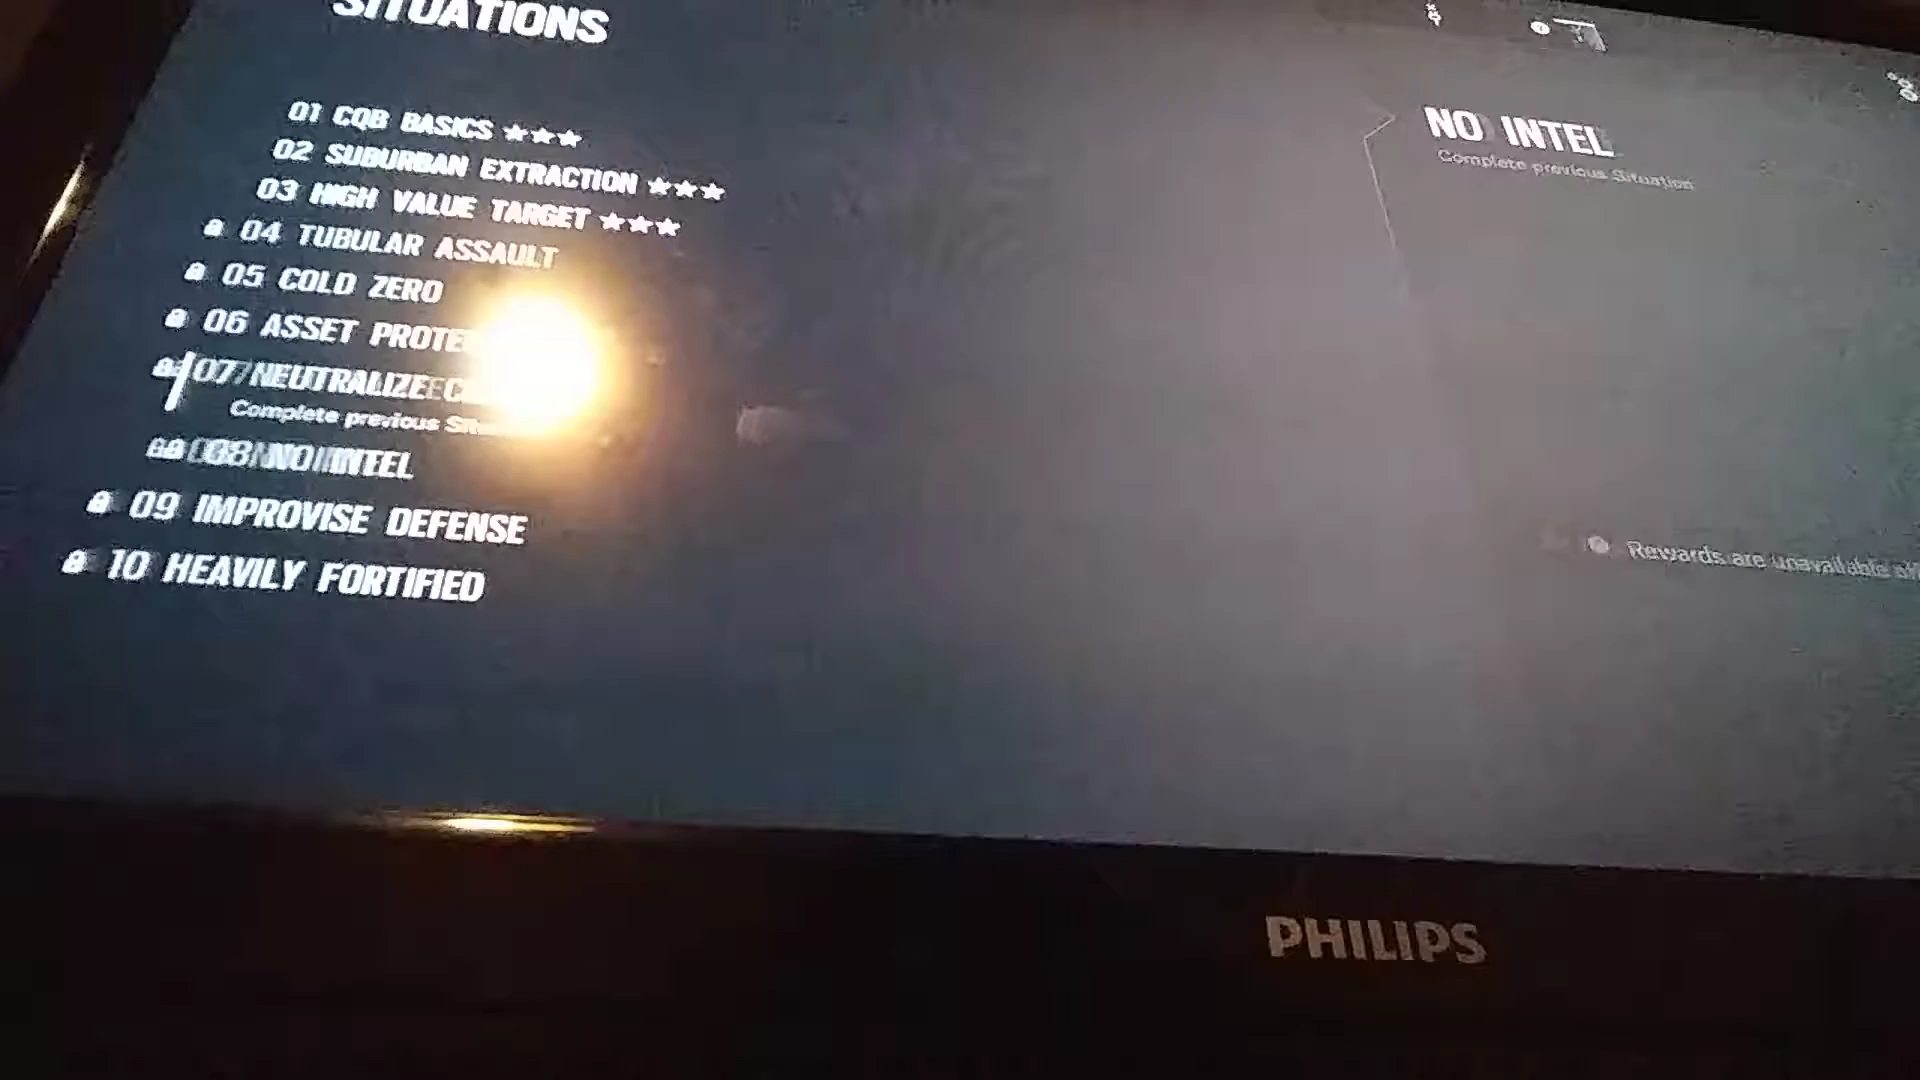 SITUATIONS
01 CQB BASICS ★★★
02 SUBURBAN EXTRACTION ★★★
03 HIGH VALUE TARGET ★★★
04 TUBULAR ASSAULT
05 COLD ZERO
06 ASSET
07 NEUTRALIZE
Complete previous
08 NO INTEL
09 IMPROVISE DEFENSE
10 HEAVILY FORTIFIED
NO INTEL
Complete previous Situation
Rewards are unavailable
PHILIPS